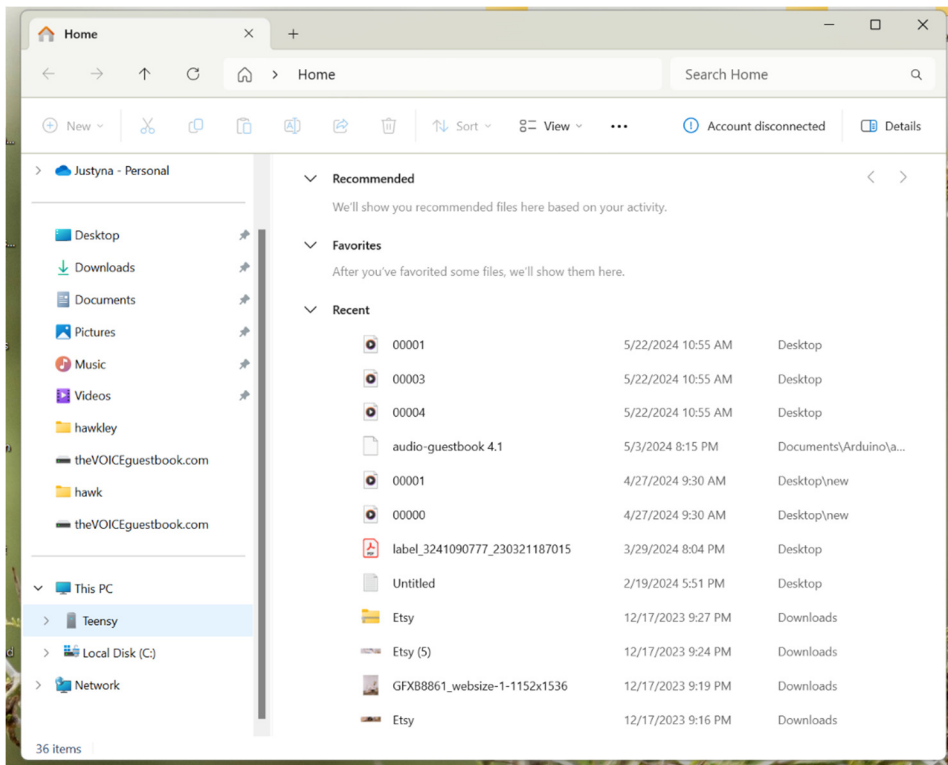 Home
Home
Search Home
New
Sort
View
Account disconnected
Details
Justyna - Personal
Desktop
Downloads
Documents
Pictures
Music
Videos
hawkley
theVOICEguestbook.com
hawk
theVOICEguestbook.com
This PC
Teensy
Local Disk (C:)
Network
36 items
Recommended
We'll show you recommended files here based on your activity.
Favorites
After you've favorited some files, we'll show them here.
Recent
00001 5/22/2024 10:55 AM Desktop
00003 5/22/2024 10:55 AM Desktop
00004 5/22/2024 10:55 AM Desktop
audio-guestbook 4.1 5/3/2024 8:15 PM Documents\Arduino\a...
00001 4/27/2024 9:30 AM Desktop\new
00000 4/27/2024 9:30 AM Desktop\new
label_3241090777_230321187015 3/29/2024 8:04 PM Desktop
Untitled 2/19/2024 5:51 PM Desktop
Etsy 12/17/2023 9:27 PM Downloads
Etsy (5) 12/17/2023 9:24 PM Downloads
GFXB8861_websize-1-1152x1536 12/17/2023 9:19 PM Downloads
Etsy 12/17/2023 9:16 PM Downloads